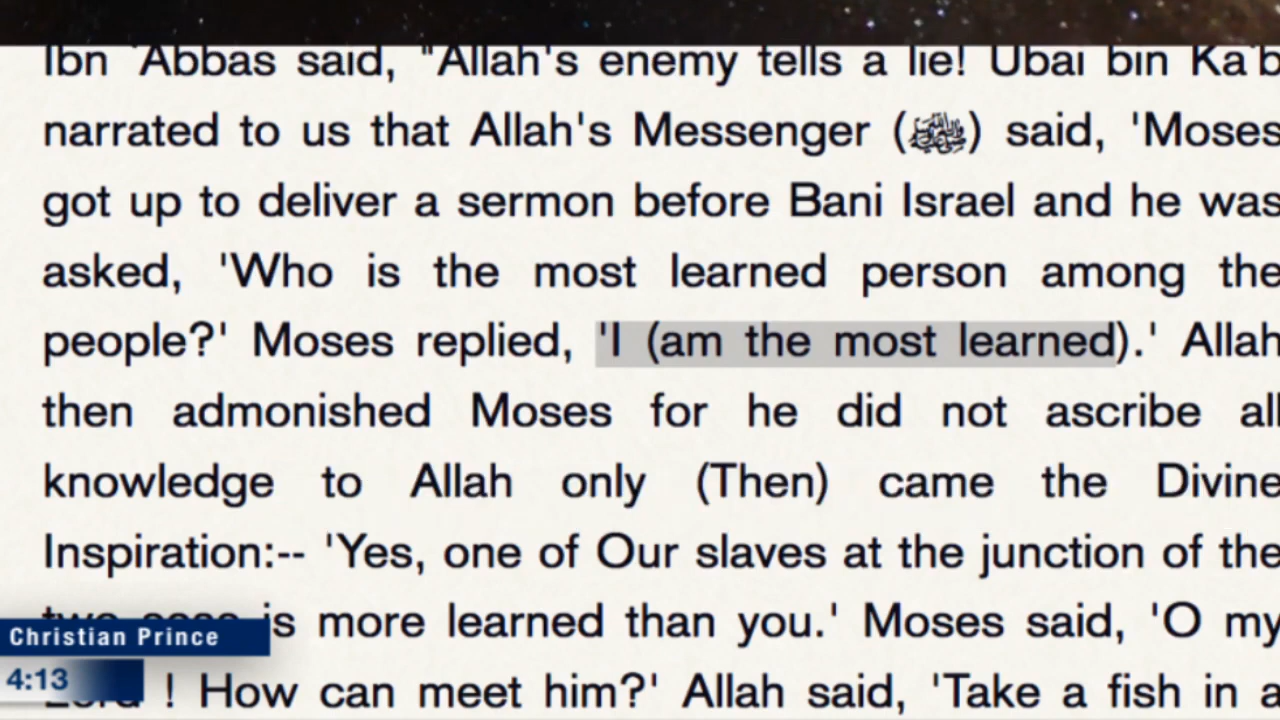 Ibn 'Abbas said, "Allah's enemy tells a lie! Ubai bin Ka'b
narrated to us that Allah's Messenger (ﷺ) said, 'Moses
got up to deliver a sermon before Bani Israel and he was
asked, 'Who is the most learned person among the
people?' Moses replied, 'I (am the most learned).' Allah
then admonished Moses for he did not ascribe all
knowledge to Allah only (Then) came the Divine
Inspiration:-- 'Yes, one of Our slaves at the junction of the
two seas is more learned than you.' Moses said, 'O my
Christian Prince
Lord ! How can meet him?' Allah said, 'Take a fish in a
4:13